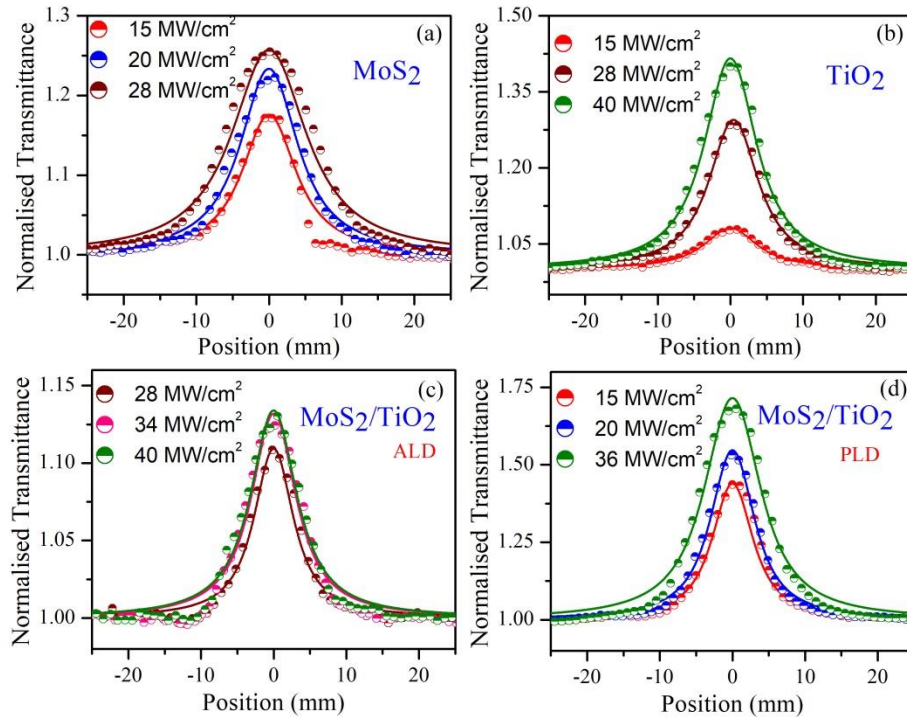 (a)
15 MW/cm²
20 MW/cm²
28 MW/cm²
MoS₂
1.3
1.2
1.1
1.0
Normalised Transmittance
-20 -10 0 10 20
Position (mm)
(b)
15 MW/cm²
28 MW/cm²
40 MW/cm²
TiO₂
1.50
1.35
1.20
1.05
Normalised Transmittance
-20 -10 0 10 20
Position (mm)
(c)
28 MW/cm²
34 MW/cm²
40 MW/cm²
MoS₂/TiO₂
ALD
1.15
1.10
1.05
1.00
Normalised Transmittance
-20 -10 0 10 20
Position (mm)
(d)
15 MW/cm²
20 MW/cm²
36 MW/cm²
MoS₂/TiO₂
PLD
1.75
1.50
1.25
1.00
Normalised Transmittance
-20 -10 0 10 20
Position (mm)